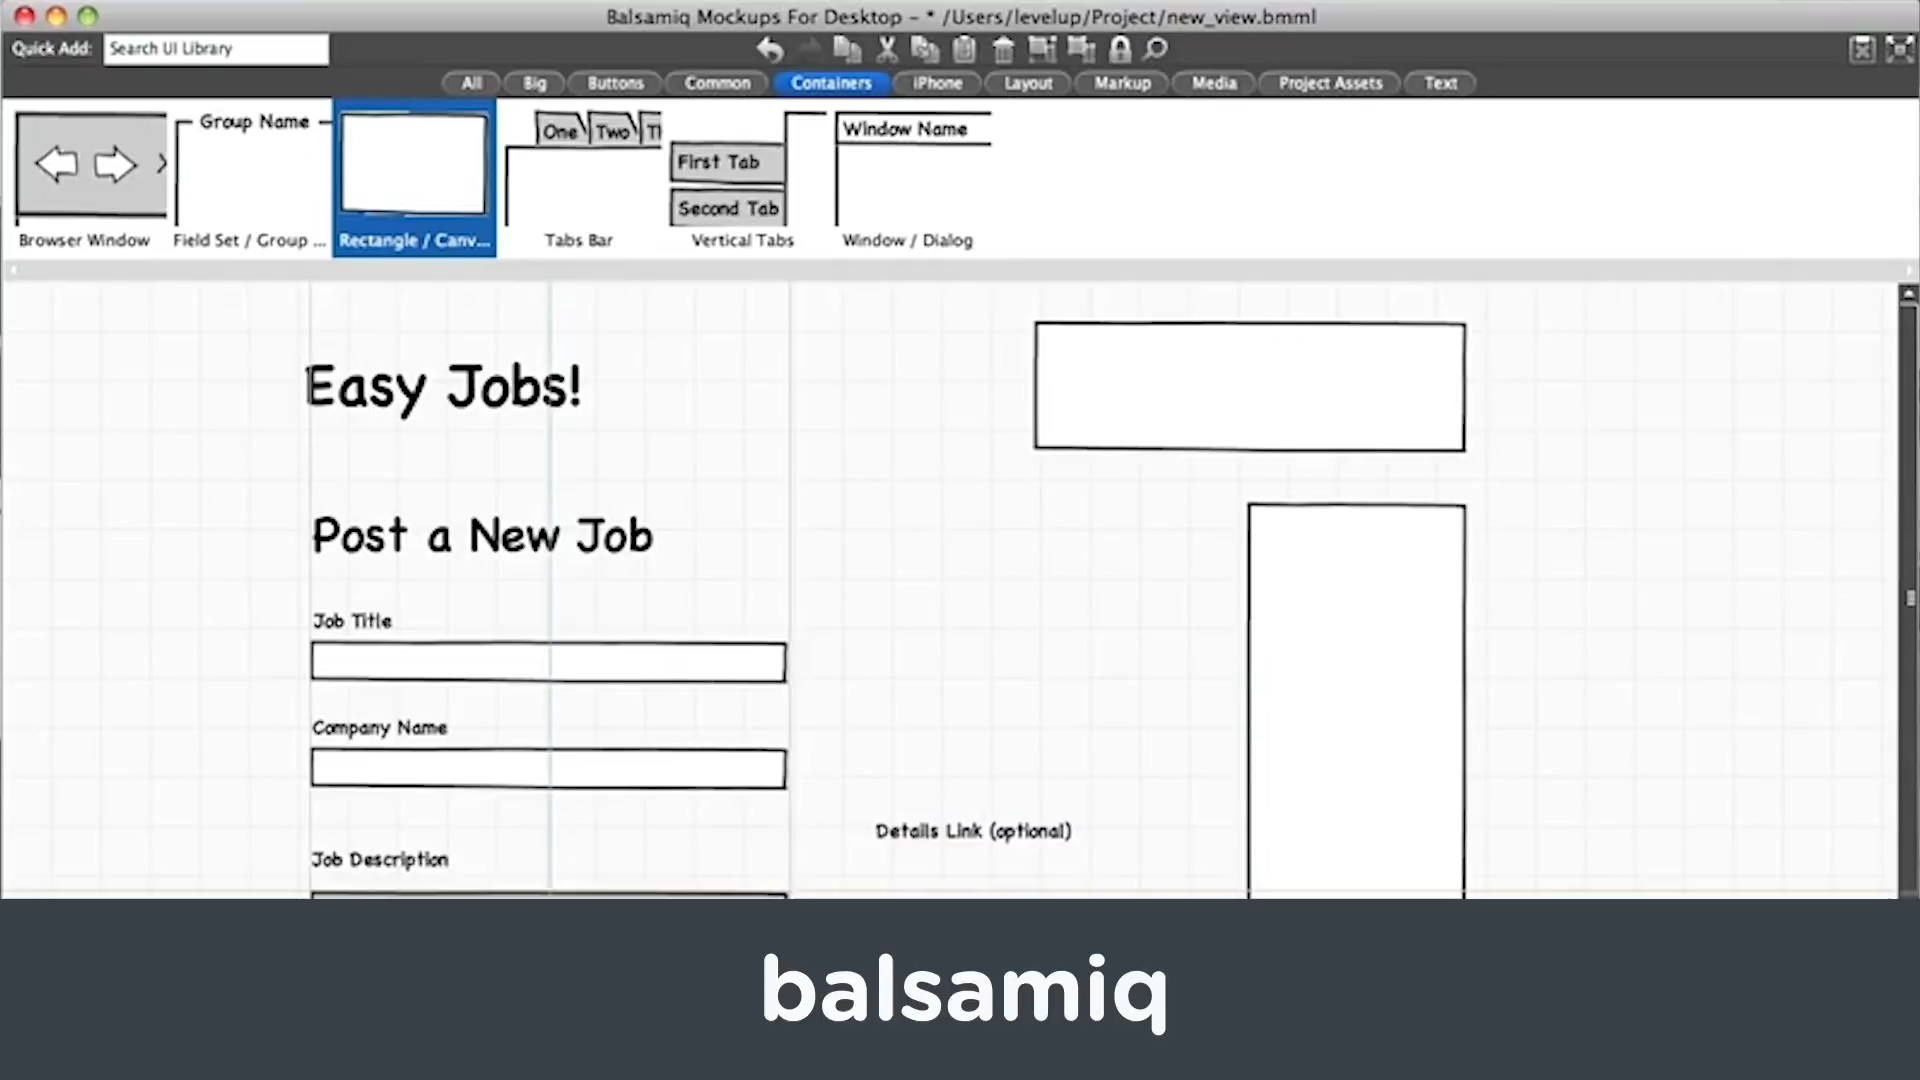 Balsamiq Mockups For Desktop - * /Users/levelup/Project/new_view.bmml
Quick Add: Search UI Library
All Big Buttons Common Containers iPhone Layout Markup Media Project Assets Text
Group Name
One Two
First Tab
Second Tab
Window Name
Browser Window Field Set / Group ... Rectangle / Canv... Tabs Bar Vertical Tabs Window / Dialog
Easy Jobs!
Post a New Job
Job Title
Company Name
Details Link (optional)
Job Description
balsamiq